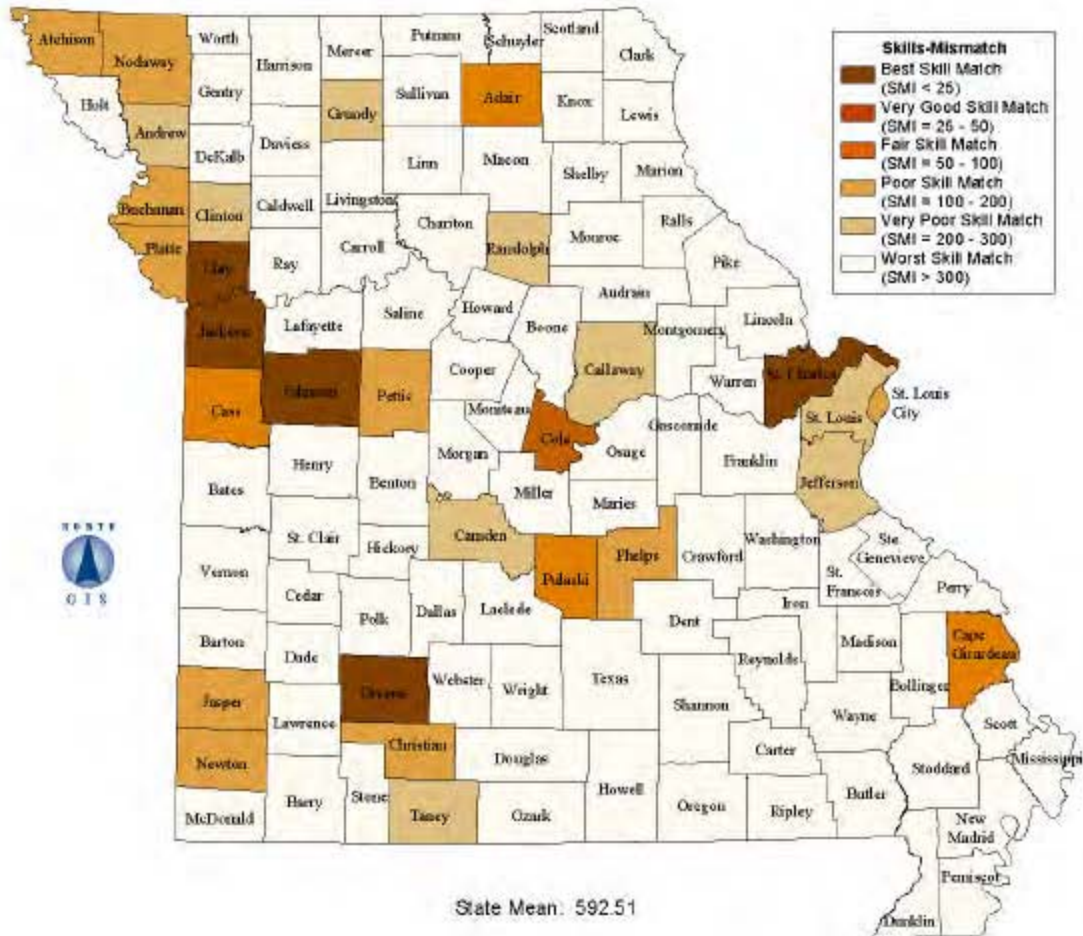 Skills-Mismatch
Best Skill Match
(SMI < 25)
Very Good Skill Match
(SMI = 25 - 50)
Fair Skill Match
(SMI = 50 - 100)
Poor Skill Match
(SMI = 100 - 200)
Very Poor Skill Match
(SMI = 200 - 300)
Worst Skill Match
(SMI > 300)
Atchison
Nodaway
Worth
Harrison
Mercer
Putnam
Schuyler
Scotland
Clark
Holt
Gentry
Grundy
Sullivan
Adair
Knox
Lewis
Andrew
DeKalb
Daviess
Linn
Macon
Shelby
Marion
Buchanan
Clinton
Caldwell
Livingston
Chariton
Randolph
Monroe
Ralls
Platte
Clay
Ray
Carroll
Pike
Audrain
Jackson
Lafayette
Saline
Howard
Boone
Montgomery
Lincoln
Cass
Johnson
Pettis
Cooper
Callaway
Warren
St. Charles
St. Louis
St. Louis
City
Moniteau
Cole
Osage
Gasconade
Franklin
Jefferson
Bates
Henry
Benton
Morgan
Miller
Maries
NORTH
GIS
Vernon
St. Clair
Hickory
Camden
Pulaski
Phelps
Crawford
Washington
Ste.
Genevieve
St.
Francois
Perry
Cedar
Polk
Dallas
Laclede
Dent
Iron
Madison
Cape
Girardeau
Barton
Dade
Reynolds
Bollinger
Jasper
Lawrence
Greene
Webster
Wright
Texas
Shannon
Wayne
Scott
Mississippi
Newton
Christian
Douglas
Carter
Stoddard
McDonald
Barry
Stone
Taney
Ozark
Howell
Oregon
Ripley
Butler
New
Madrid
Pemiscot
Dunklin
State Mean: 592.51